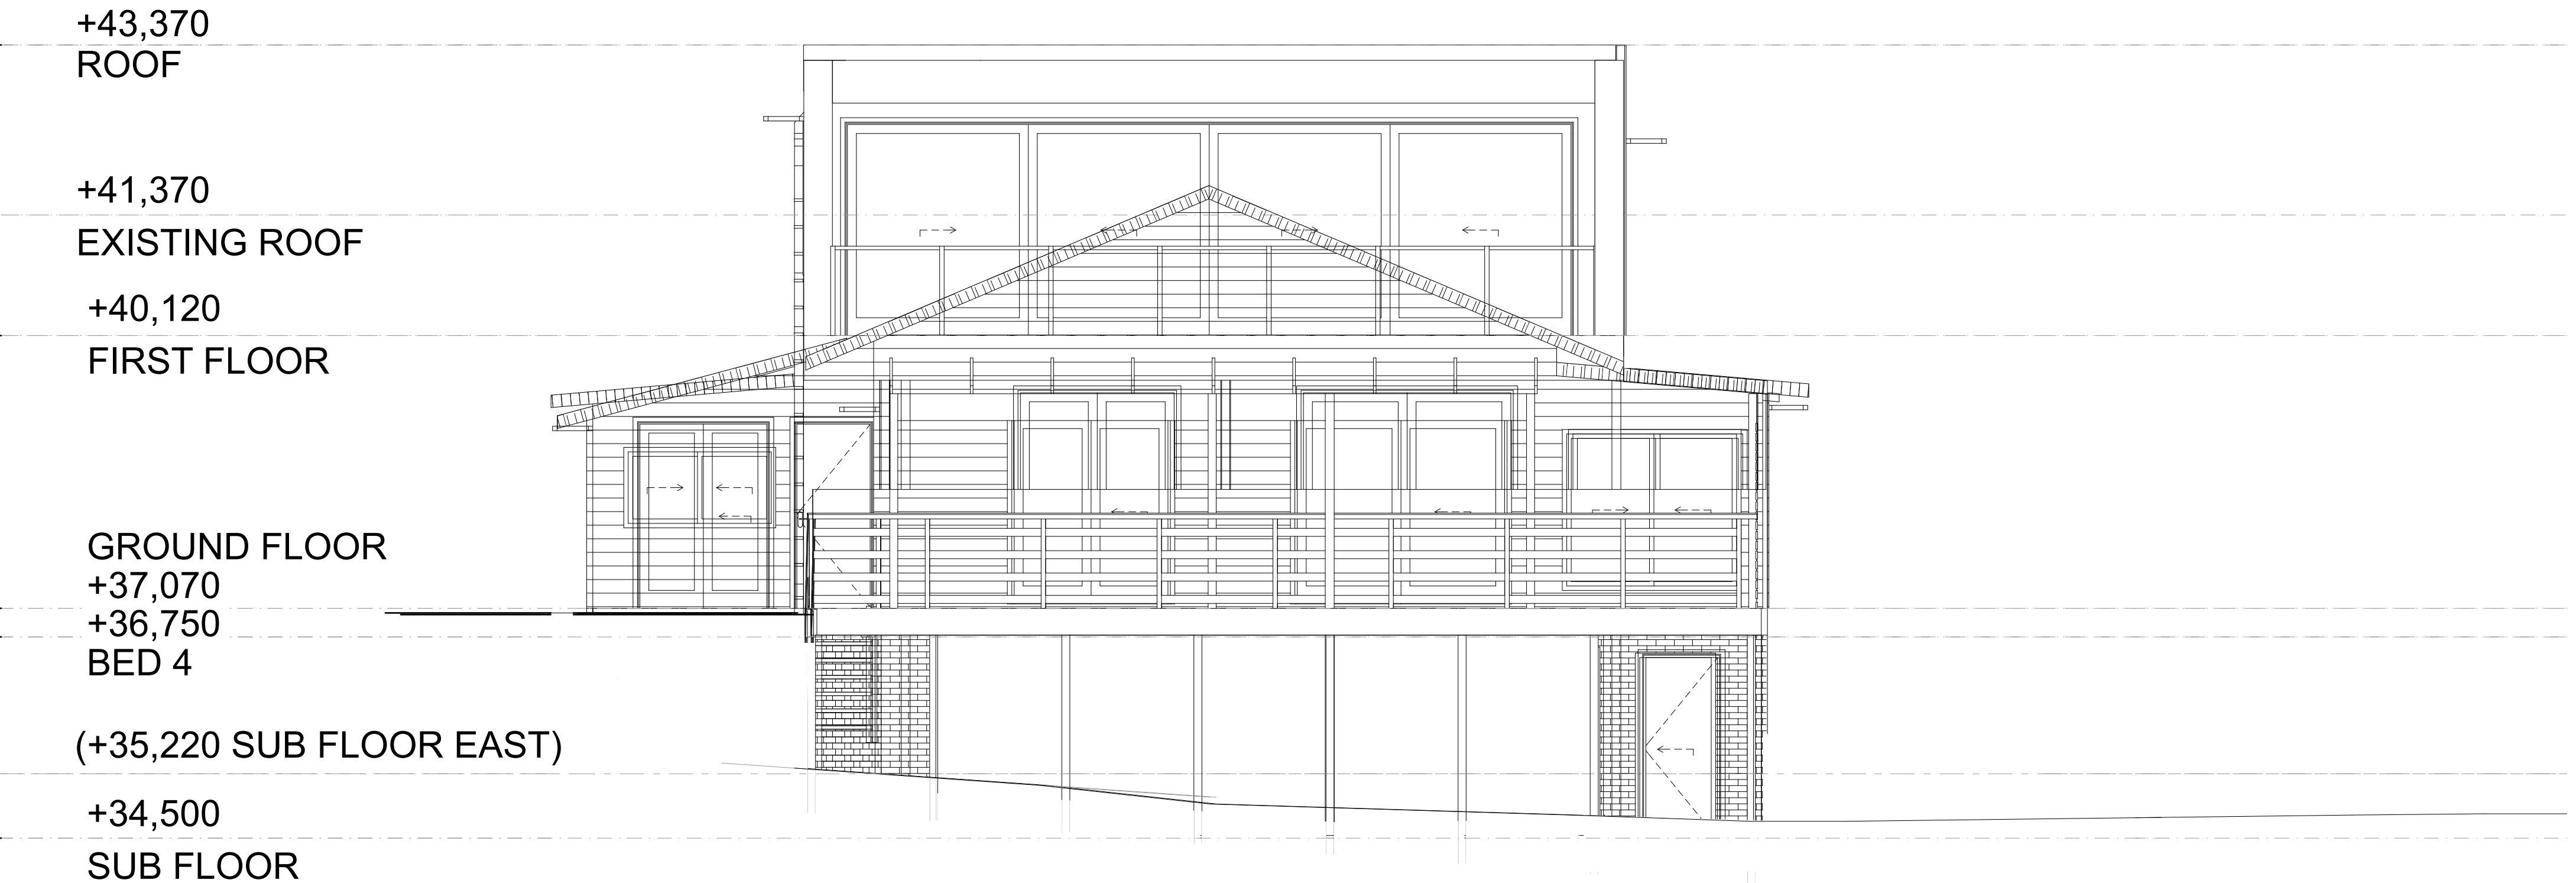 +43,370
ROOF
+41,370
EXISTING ROOF
+40,120
FIRST FLOOR
GROUND FLOOR
+37,070
+36,750
BED 4
(+35,220 SUB FLOOR EAST)
+34,500
SUB FLOOR